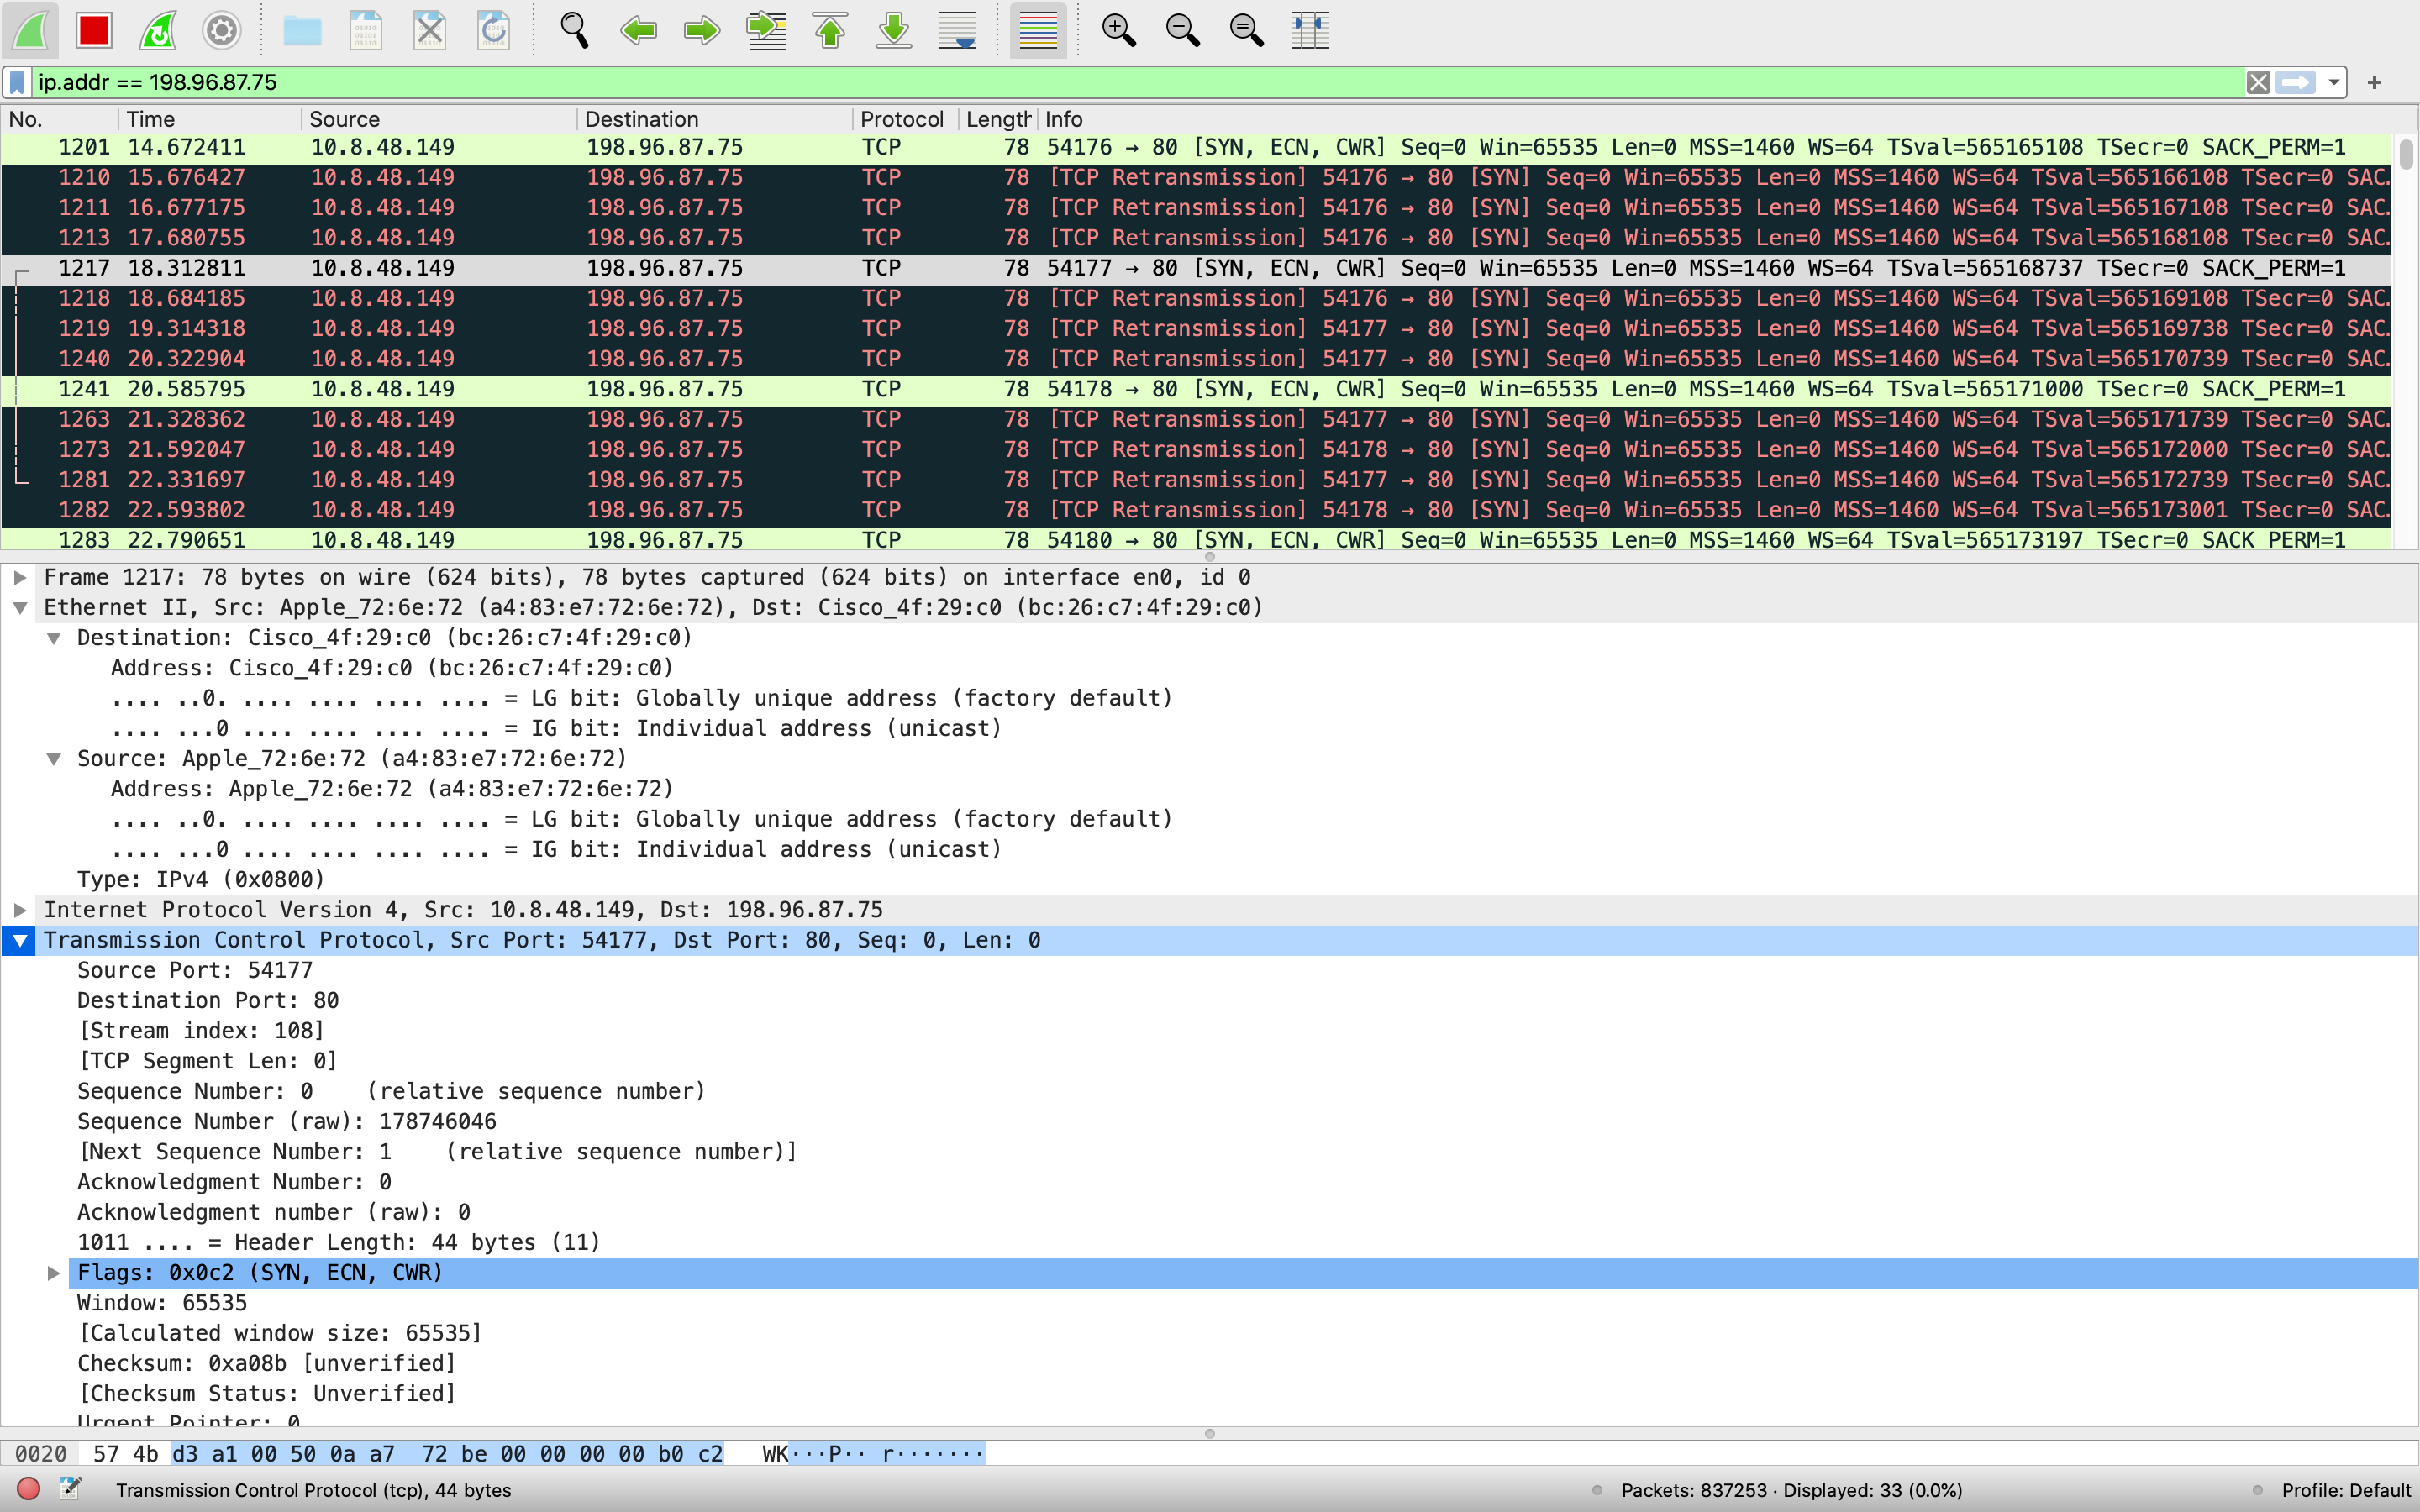 ip.addr == 198.96.87.75
No. Time Source Destination Protocol Length Info
1201 14.672411 10.8.48.149 198.96.87.75 TCP 78 54176 → 80 [SYN, ECN, CWR] Seq=0 Win=65535 Len=0 MSS=1460 WS=64 TSval=565165108 TSecr=0 SACK_PERM=1
1210 15.676427 10.8.48.149 198.96.87.75 TCP 78 [TCP Retransmission] 54176 → 80 [SYN] Seq=0 Win=65535 Len=0 MSS=1460 WS=64 TSval=565166108 TSecr=0 SAC…
1211 16.677175 10.8.48.149 198.96.87.75 TCP 78 [TCP Retransmission] 54176 → 80 [SYN] Seq=0 Win=65535 Len=0 MSS=1460 WS=64 TSval=565167108 TSecr=0 SAC…
1213 17.680755 10.8.48.149 198.96.87.75 TCP 78 [TCP Retransmission] 54176 → 80 [SYN] Seq=0 Win=65535 Len=0 MSS=1460 WS=64 TSval=565168108 TSecr=0 SAC…
1217 18.312811 10.8.48.149 198.96.87.75 TCP 78 54177 → 80 [SYN, ECN, CWR] Seq=0 Win=65535 Len=0 MSS=1460 WS=64 TSval=565168737 TSecr=0 SACK_PERM=1
1218 18.684185 10.8.48.149 198.96.87.75 TCP 78 [TCP Retransmission] 54176 → 80 [SYN] Seq=0 Win=65535 Len=0 MSS=1460 WS=64 TSval=565169108 TSecr=0 SAC…
1219 19.314318 10.8.48.149 198.96.87.75 TCP 78 [TCP Retransmission] 54177 → 80 [SYN] Seq=0 Win=65535 Len=0 MSS=1460 WS=64 TSval=565169738 TSecr=0 SAC…
1240 20.322904 10.8.48.149 198.96.87.75 TCP 78 [TCP Retransmission] 54177 → 80 [SYN] Seq=0 Win=65535 Len=0 MSS=1460 WS=64 TSval=565170739 TSecr=0 SAC…
1241 20.585795 10.8.48.149 198.96.87.75 TCP 78 54178 → 80 [SYN, ECN, CWR] Seq=0 Win=65535 Len=0 MSS=1460 WS=64 TSval=565171000 TSecr=0 SACK_PERM=1
1263 21.328362 10.8.48.149 198.96.87.75 TCP 78 [TCP Retransmission] 54177 → 80 [SYN] Seq=0 Win=65535 Len=0 MSS=1460 WS=64 TSval=565171739 TSecr=0 SAC…
1273 21.592047 10.8.48.149 198.96.87.75 TCP 78 [TCP Retransmission] 54178 → 80 [SYN] Seq=0 Win=65535 Len=0 MSS=1460 WS=64 TSval=565172000 TSecr=0 SAC…
1281 22.331697 10.8.48.149 198.96.87.75 TCP 78 [TCP Retransmission] 54177 → 80 [SYN] Seq=0 Win=65535 Len=0 MSS=1460 WS=64 TSval=565172739 TSecr=0 SAC…
1282 22.593802 10.8.48.149 198.96.87.75 TCP 78 [TCP Retransmission] 54178 → 80 [SYN] Seq=0 Win=65535 Len=0 MSS=1460 WS=64 TSval=565173001 TSecr=0 SAC…
1283 22.790651 10.8.48.149 198.96.87.75 TCP 78 54180 → 80 [SYN, ECN, CWR] Seq=0 Win=65535 Len=0 MSS=1460 WS=64 TSval=565173197 TSecr=0 SACK_PERM=1
Frame 1217: 78 bytes on wire (624 bits), 78 bytes captured (624 bits) on interface en0, id 0
Ethernet II, Src: Apple_72:6e:72 (a4:83:e7:72:6e:72), Dst: Cisco_4f:29:c0 (bc:26:c7:4f:29:c0)
Destination: Cisco_4f:29:c0 (bc:26:c7:4f:29:c0)
Address: Cisco_4f:29:c0 (bc:26:c7:4f:29:c0)
.... ..0. .... .... .... .... = LG bit: Globally unique address (factory default)
.... ...0 .... .... .... .... = IG bit: Individual address (unicast)
Source: Apple_72:6e:72 (a4:83:e7:72:6e:72)
Address: Apple_72:6e:72 (a4:83:e7:72:6e:72)
.... ..0. .... .... .... .... = LG bit: Globally unique address (factory default)
.... ...0 .... .... .... .... = IG bit: Individual address (unicast)
Type: IPv4 (0x0800)
Internet Protocol Version 4, Src: 10.8.48.149, Dst: 198.96.87.75
Transmission Control Protocol, Src Port: 54177, Dst Port: 80, Seq: 0, Len: 0
Source Port: 54177
Destination Port: 80
[Stream index: 108]
[TCP Segment Len: 0]
Sequence Number: 0 (relative sequence number)
Sequence Number (raw): 178746046
[Next Sequence Number: 1 (relative sequence number)]
Acknowledgment Number: 0
Acknowledgment number (raw): 0
1011 .... = Header Length: 44 bytes (11)
Flags: 0x0c2 (SYN, ECN, CWR)
Window: 65535
[Calculated window size: 65535]
Checksum: 0xa08b [unverified]
[Checksum Status: Unverified]
Urgent Pointer: 0
0020 57 4b d3 a1 00 50 0a a7 72 be 00 00 00 00 b0 c2 WK···P·· r·······
Transmission Control Protocol (tcp), 44 bytes
Packets: 837253 · Displayed: 33 (0.0%)
Profile: Default